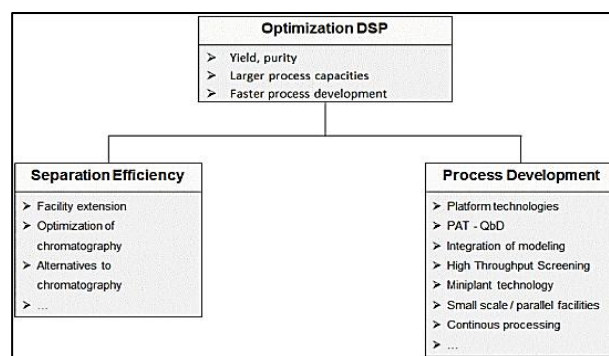 Optimization DSP
➢ Yield, purity
➢ Larger process capacities
➢ Faster process development
Separation Efficiency
➢ Facility extension
➢ Optimization of
chromatography
➢ Alternatives to
chromatography
➢ ...
Process Development
➢ Platform technologies
➢ PAT - QbD
➢ Integration of modeling
➢ High Throughput Screening
➢ Miniplant technology
➢ Small scale / parallel facilities
➢ Continous processing
➢ ...